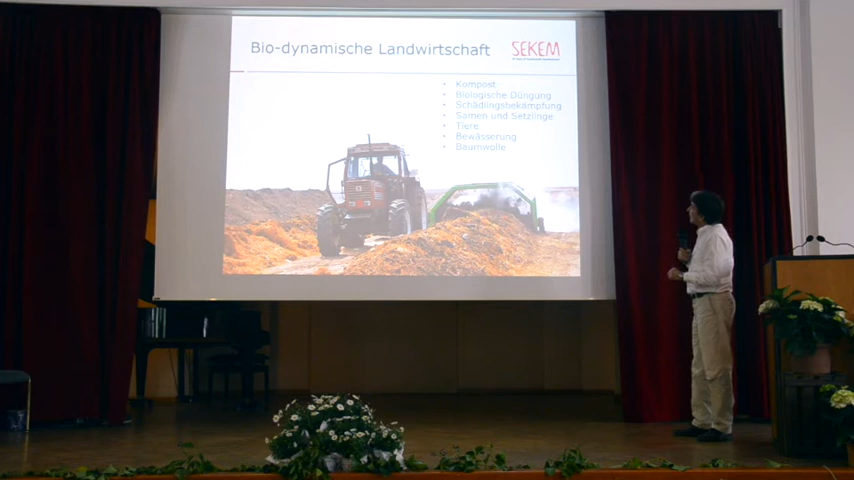 Bio-dynamische Landwirtschaft
SEKEM
• Kompost
• Biologische Düngung
• Schädlingsbekämpfung
• Samen und Setzlinge
• Tiere
• Bewässerung
• Baumwolle